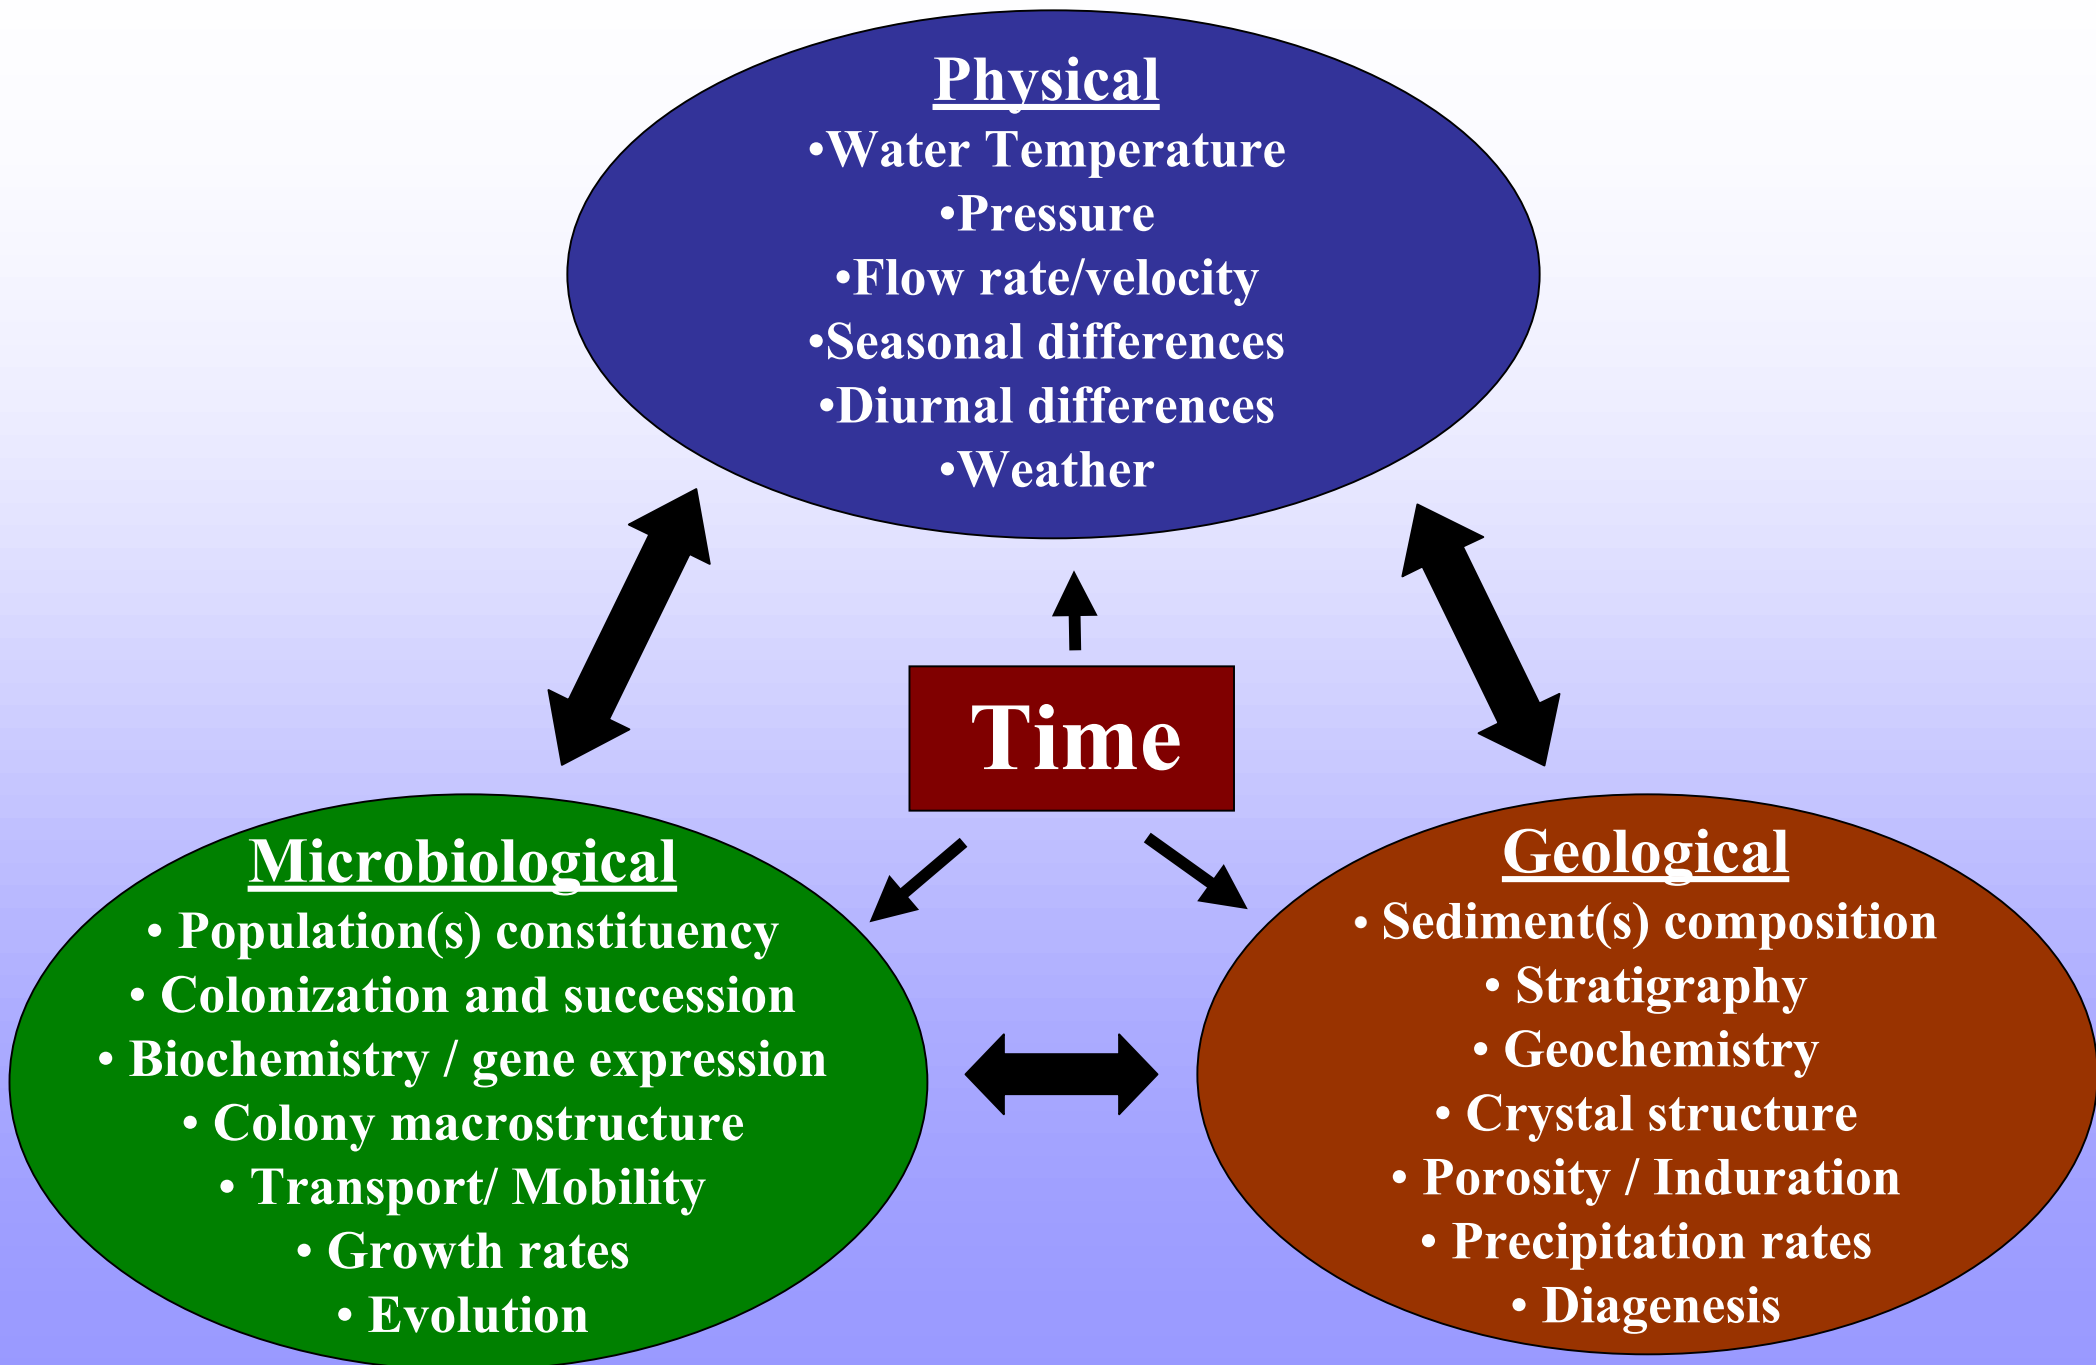 Physical
•Water Temperature
•Pressure
•Flow rate/velocity
•Seasonal differences
•Diurnal differences
•Weather
Time
Microbiological
• Population(s) constituency
• Colonization and succession
• Biochemistry / gene expression
• Colony macrostructure
• Transport/ Mobility
• Growth rates
• Evolution
Geological
• Sediment(s) composition
• Stratigraphy
• Geochemistry
• Crystal structure
• Porosity / Induration
• Precipitation rates
• Diagenesis